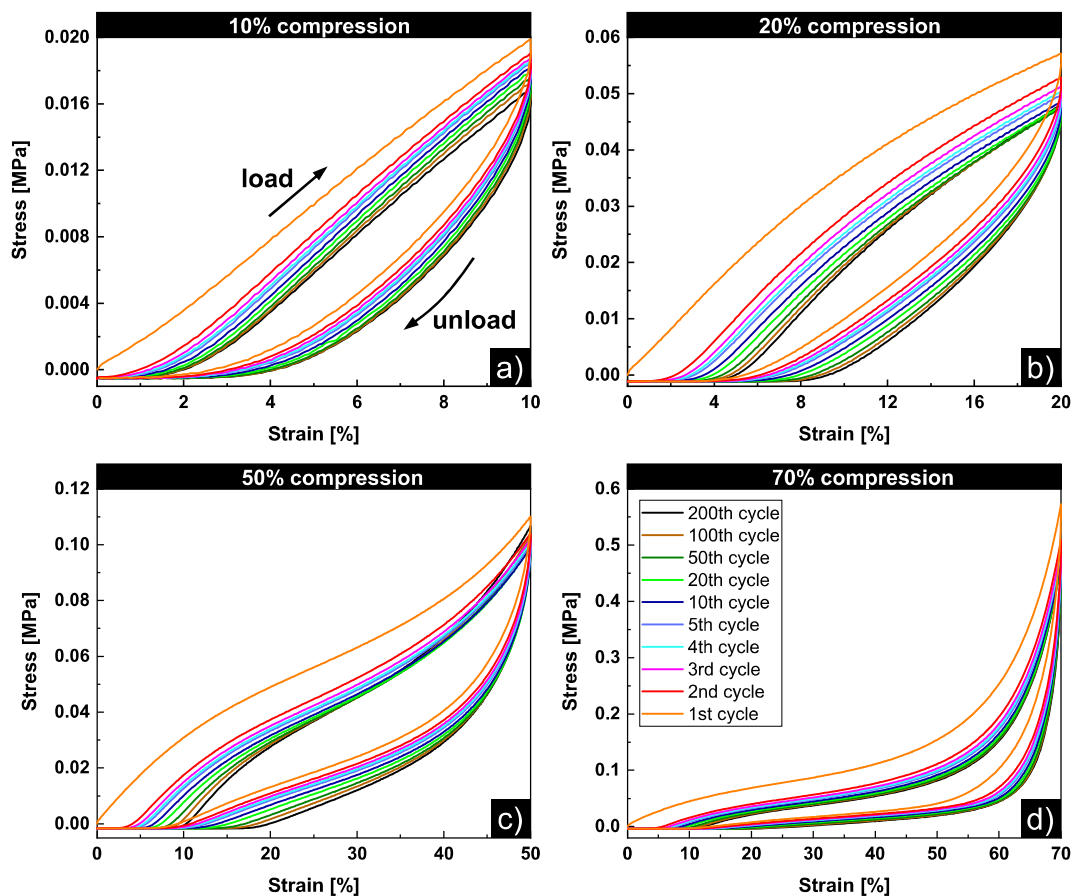 10% compression
0.020
0.016
0.012
0.008
0.004
0.000
Stress [MPa]
load
unload
a)
0 2 4 6 8 10
Strain [%]
20% compression
0.06
0.05
0.04
0.03
0.02
0.01
0.00
Stress [MPa]
b)
0 4 8 12 16 20
Strain [%]
50% compression
0.12
0.10
0.08
0.06
0.04
0.02
0.00
Stress [MPa]
c)
0 10 20 30 40 50
Strain [%]
70% compression
0.6
0.5
0.4
0.3
0.2
0.1
0.0
Stress [MPa]
200th cycle
100th cycle
50th cycle
20th cycle
10th cycle
5th cycle
4th cycle
3rd cycle
2nd cycle
1st cycle
d)
0 10 20 30 40 50 60 70
Strain [%]